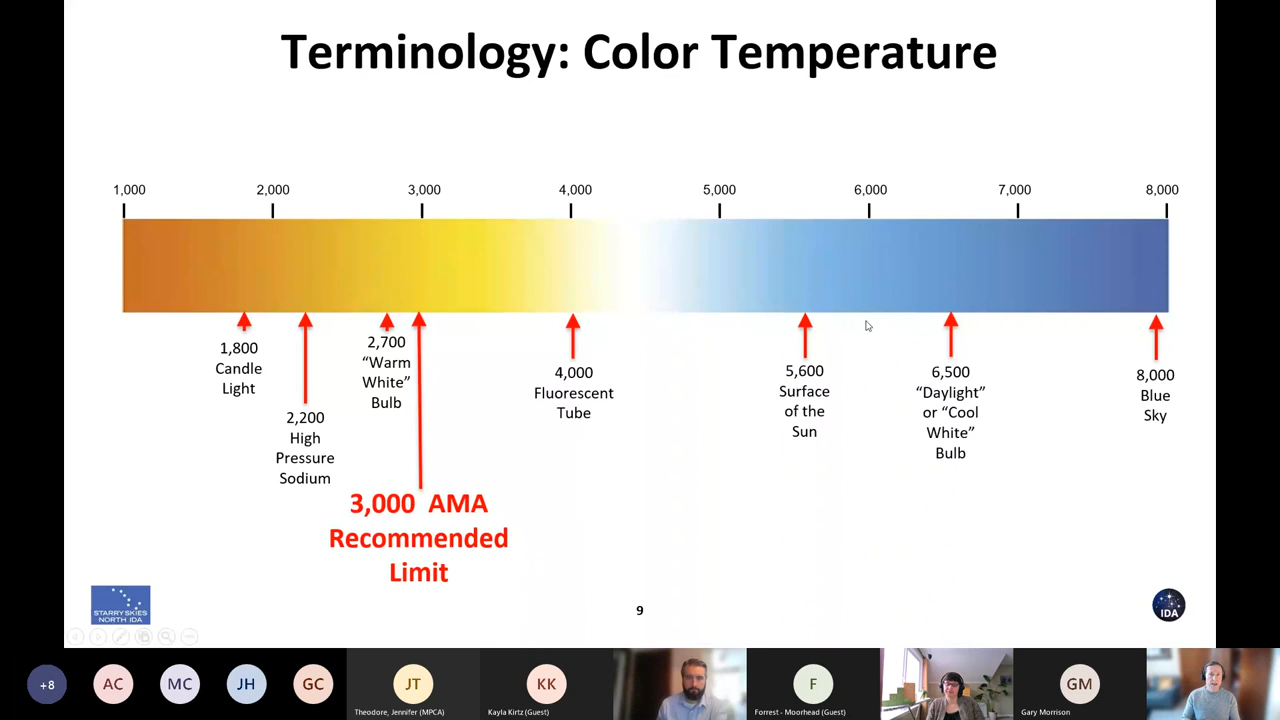 Terminology: Color Temperature
1,000
2,000
3,000
4,000
5,000
6,000
7,000
8,000
1,800
Candle
Light
2,200
High
Pressure
Sodium
2,700
“Warm
White”
Bulb
3,000 AMA
Recommended
Limit
4,000
Fluorescent
Tube
5,600
Surface
of the
Sun
6,500
“Daylight”
or “Cool
White”
Bulb
8,000
Blue
Sky
STARRY SKIES
NORTH IDA
9
IDA
+8
AC
MC
JH
GC
JT
Theodore, Jennifer (MPCA)
KK
Kayla Kirtz (Guest)
F
Forrest - Moorhead (Guest)
GM
Gary Morrison